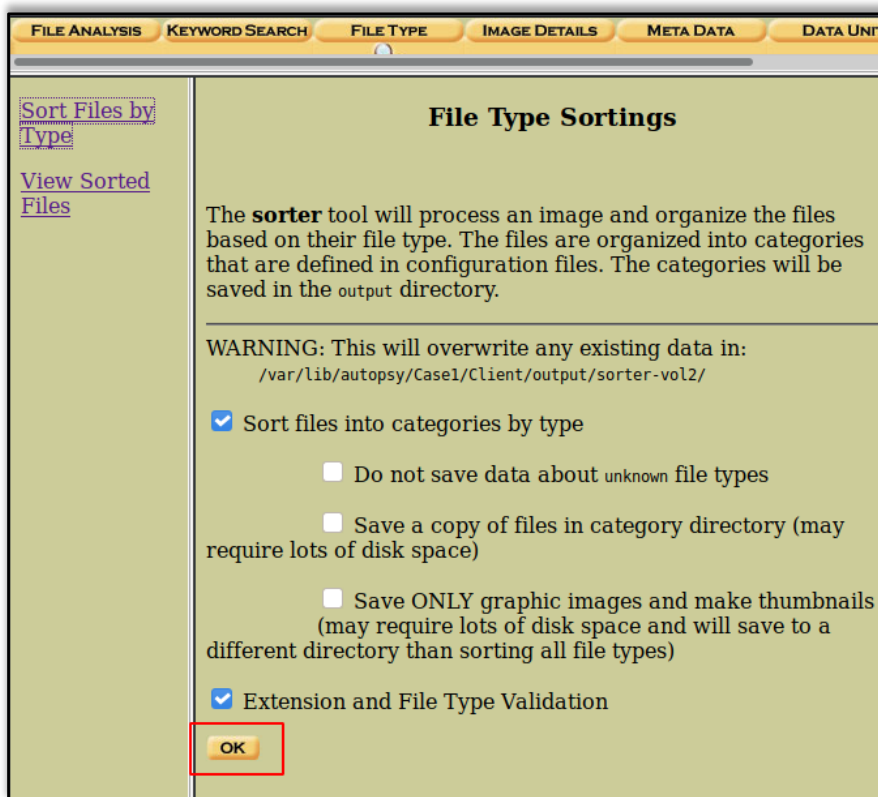 FILE ANALYSIS KEYWORD SEARCH FILE TYPE IMAGE DETAILS META DATA DATA UNIT
Sort Files by
Type
View Sorted
Files
File Type Sortings
The sorter tool will process an image and organize the files
based on their file type. The files are organized into categories
that are defined in configuration files. The categories will be
saved in the output directory.
WARNING: This will overwrite any existing data in:
/var/lib/autopsy/Case1/Client/output/sorter-vol2/
Sort files into categories by type
Do not save data about unknown file types
Save a copy of files in category directory (may
require lots of disk space)
Save ONLY graphic images and make thumbnails
(may require lots of disk space and will save to a
different directory than sorting all file types)
Extension and File Type Validation
OK